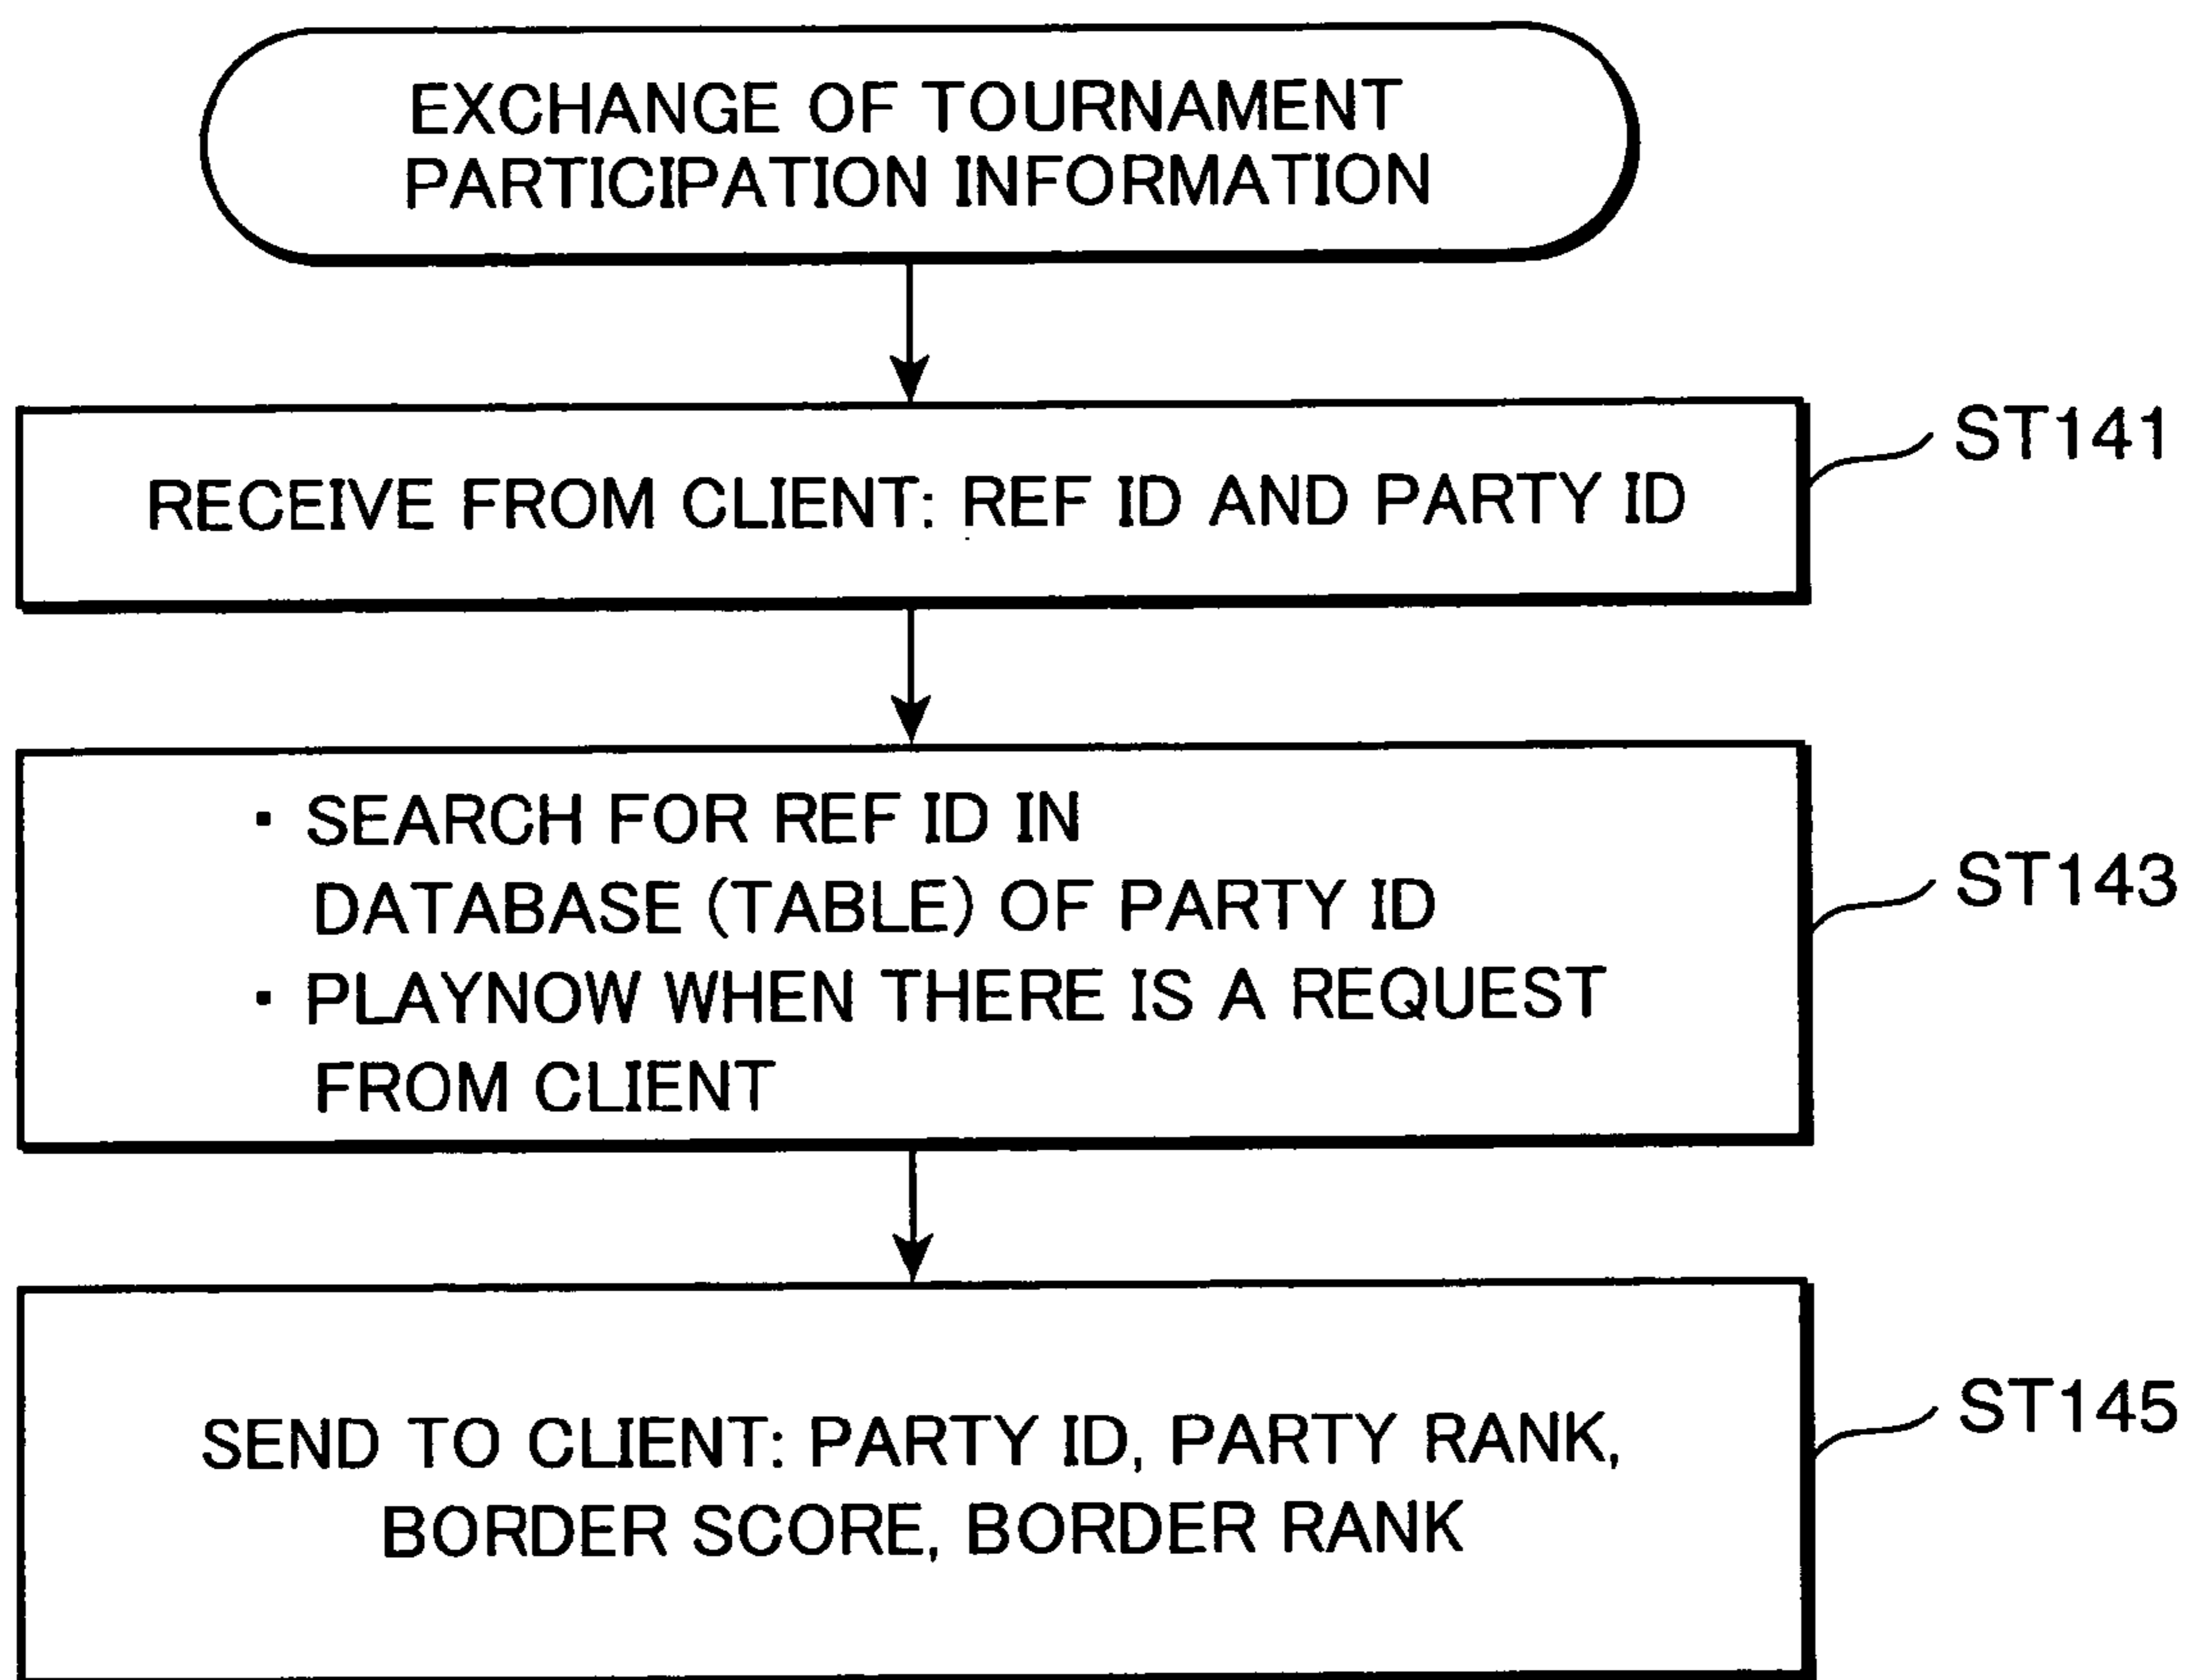 EXCHANGE OF TOURNAMENT
PARTICIPATION INFORMATION
RECEIVE FROM CLIENT: REF ID AND PARTY ID
ST141
· SEARCH FOR REF ID IN
DATABASE (TABLE) OF PARTY ID
· PLAYNOW WHEN THERE IS A REQUEST
FROM CLIENT
ST143
SEND TO CLIENT: PARTY ID, PARTY RANK,
BORDER SCORE, BORDER RANK
ST145